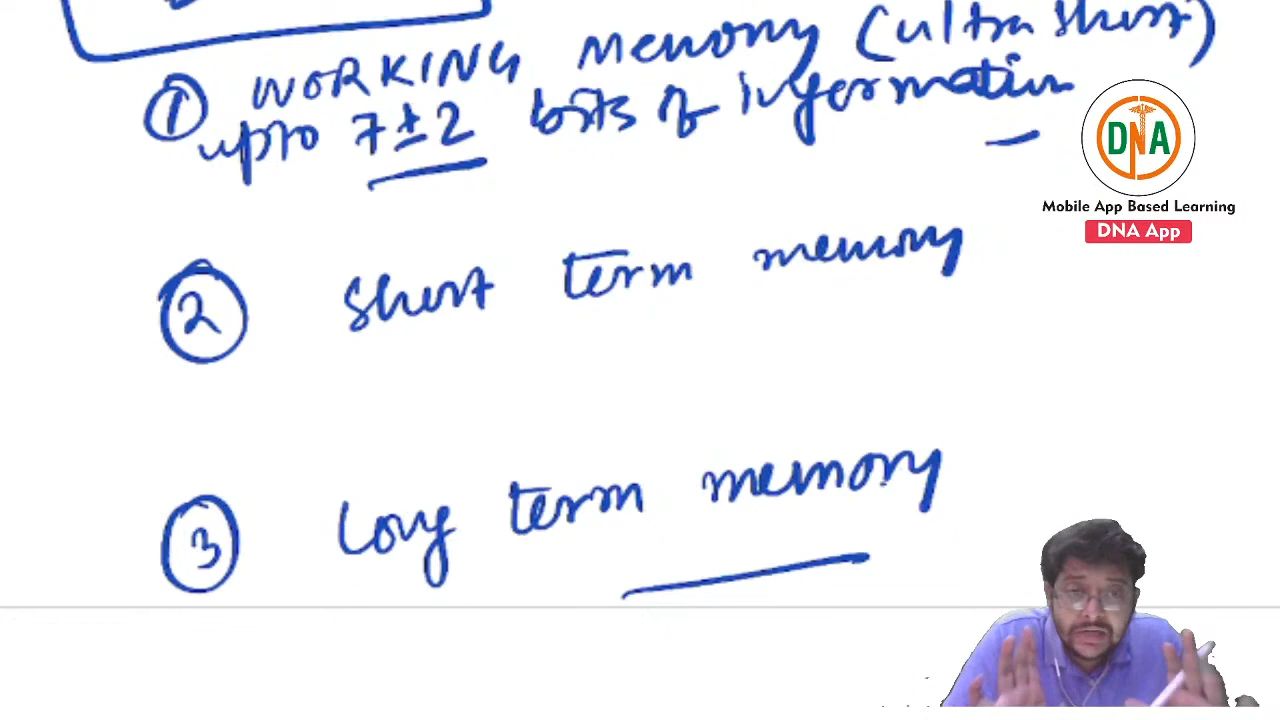 ① WORKING Memory (ultra short)
upto 7±2 bits of information
② Short term memory
③ Long term memory
DNA
Mobile App Based Learning
DNA App